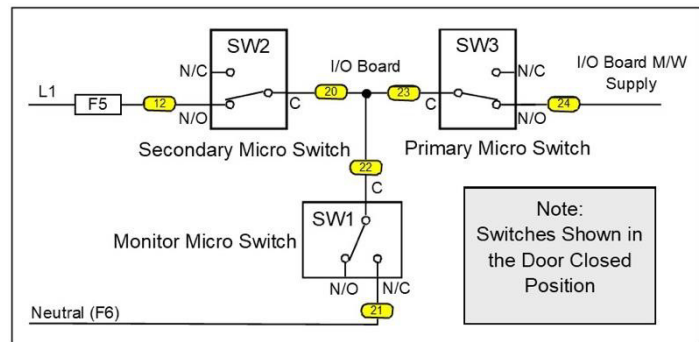 SW2
N/C
L1
F5
12
N/O
C
20
I/O Board
23
C
SW3
N/C
N/O
24
I/O Board M/W
Supply
Secondary Micro Switch
Primary Micro Switch
22
C
SW1
Monitor Micro Switch
N/O
N/C
21
Neutral (F6)
Note:
Switches Shown in
the Door Closed
Position